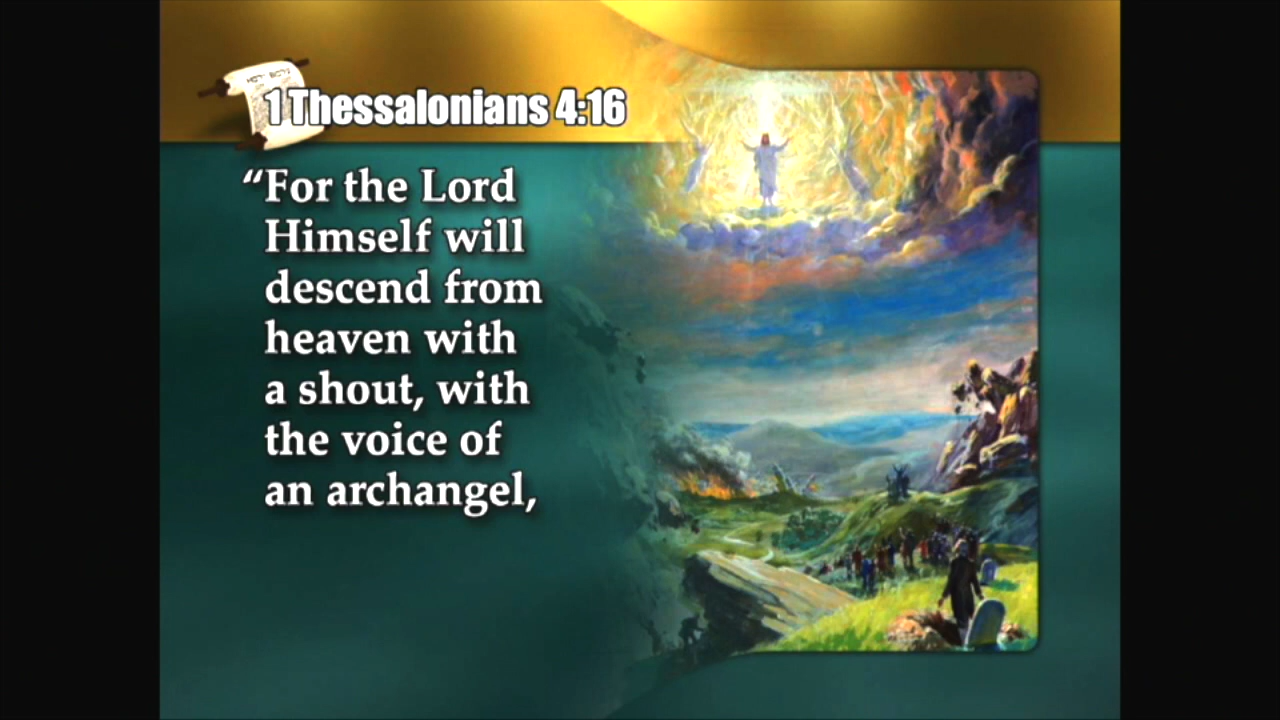 1 Thessalonians 4:16
“For the Lord
Himself will
descend from
heaven with
a shout, with
the voice of
an archangel,